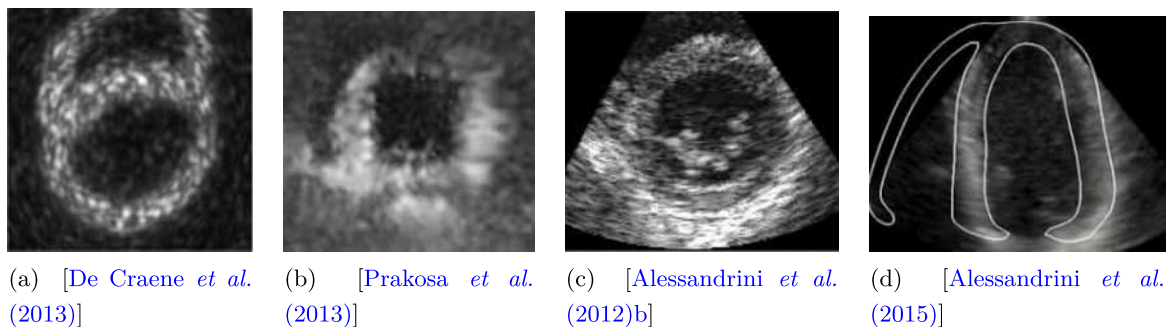 (a) [De Craene et al. (2013)]
(b) [Prakosa et al. (2013)]
(c) [Alessandrini et al. (2012)b]
(d) [Alessandrini et al. (2015)]